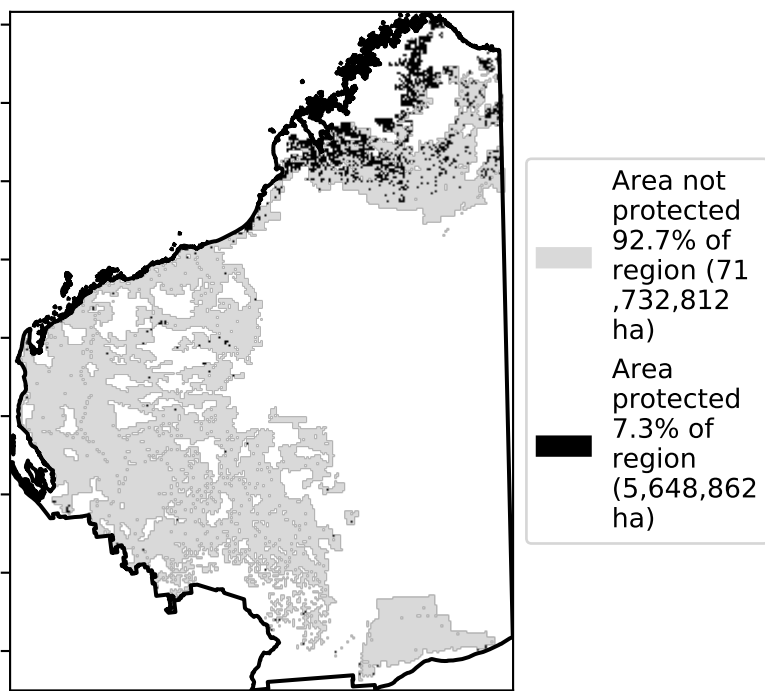 Area not
protected
92.7% of
region (71
,732,812
ha)
Area
protected
7.3% of
region
(5,648,862
ha)